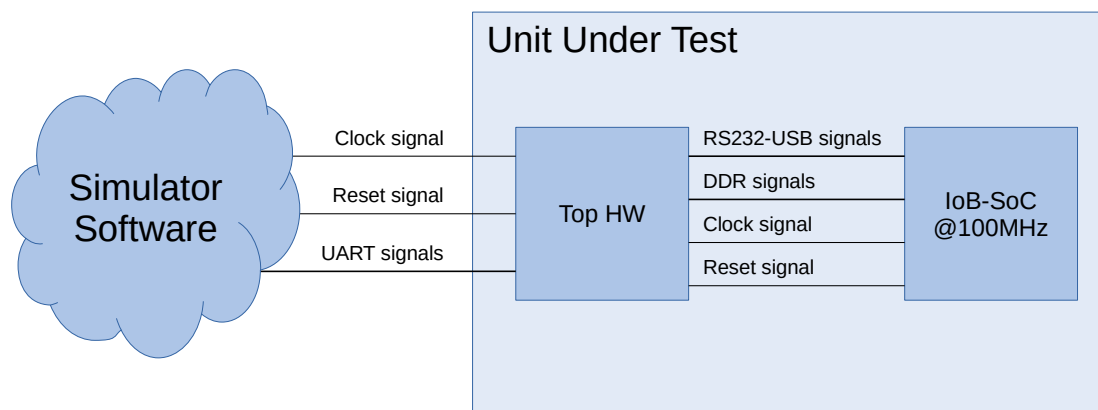 Unit Under Test
Simulator
Software
Clock signal
Reset signal
UART signals
Top HW
RS232-USB signals
DDR signals
Clock signal
Reset signal
IoB-SoC
@100MHz